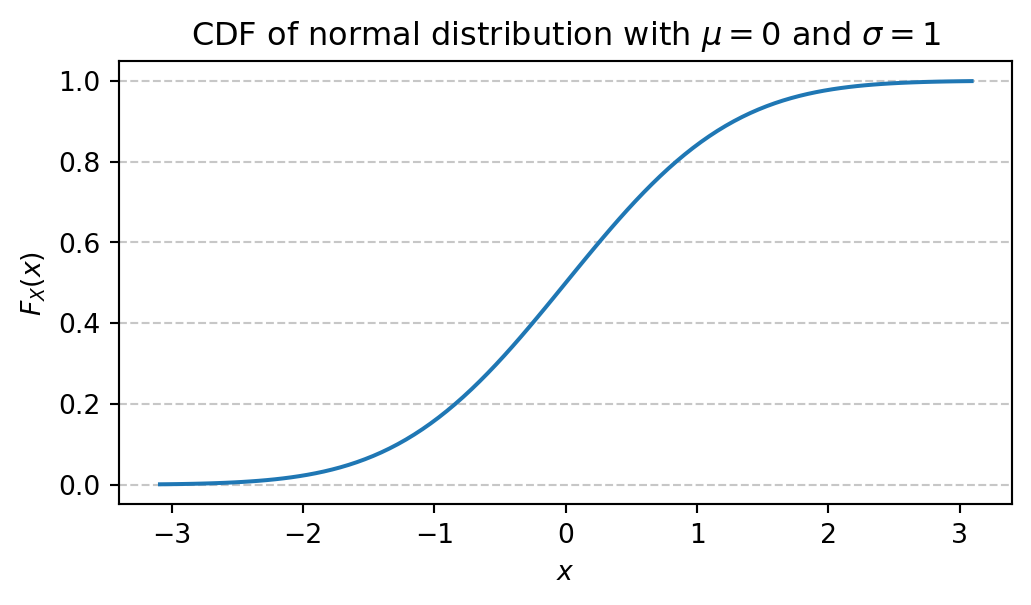 CDF of normal distribution with μ = 0 and σ = 1
1.0
0.8
0.6
0.4
0.2
0.0
F_X(x)
−3 −2 −1 0 1 2 3
x